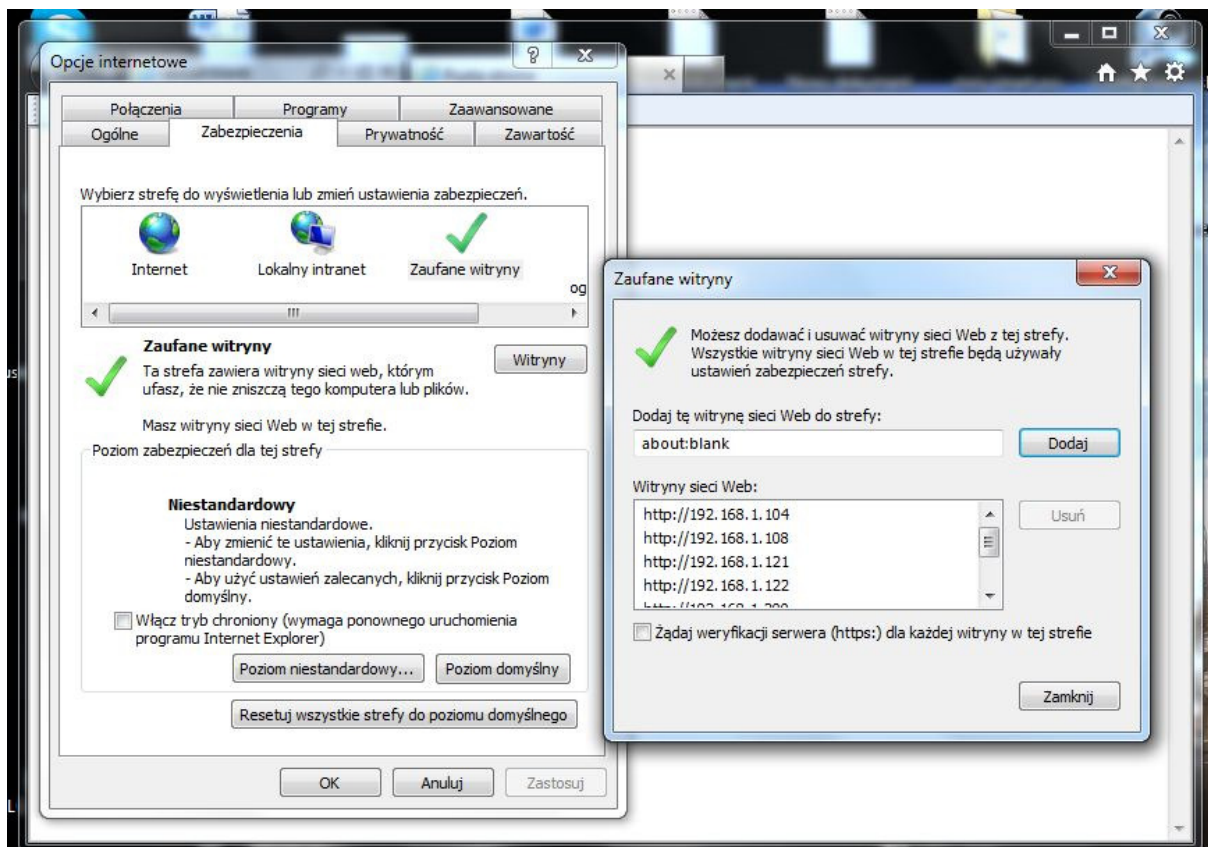 Opcje internetowe
Połączenia Programy Zaawansowane
Ogólne Zabezpieczenia Prywatność Zawartość
Wybierz strefę do wyświetlenia lub zmień ustawienia zabezpieczeń.
Internet Lokalny intranet Zaufane witryny
og
Zaufane witryny
Ta strefa zawiera witryny sieci web, którym
ufasz, że nie zniszczą tego komputera lub plików.
Witryny
Masz witryny sieci Web w tej strefie.
Poziom zabezpieczeń dla tej strefy
Niestandardowy
Ustawienia niestandardowe.
- Aby zmienić te ustawienia, kliknij przycisk Poziom
niestandardowy.
- Aby użyć ustawień zalecanych, kliknij przycisk Poziom
domyślny.
Włącz tryb chroniony (wymaga ponownego uruchomienia
programu Internet Explorer)
Poziom niestandardowy... Poziom domyślny
Resetuj wszystkie strefy do poziomu domyślnego
OK Anuluj Zastosuj
Zaufane witryny
Możesz dodawać i usuwać witryny sieci Web z tej strefy.
Wszystkie witryny sieci Web w tej strefie będą używały
ustawień zabezpieczeń strefy.
Dodaj tę witrynę sieci Web do strefy:
about:blank Dodaj
Witryny sieci Web:
http://192.168.1.104
http://192.168.1.108
http://192.168.1.121
http://192.168.1.122
Usuń
Żądaj weryfikacji serwera (https:) dla każdej witryny w tej strefie
Zamknij